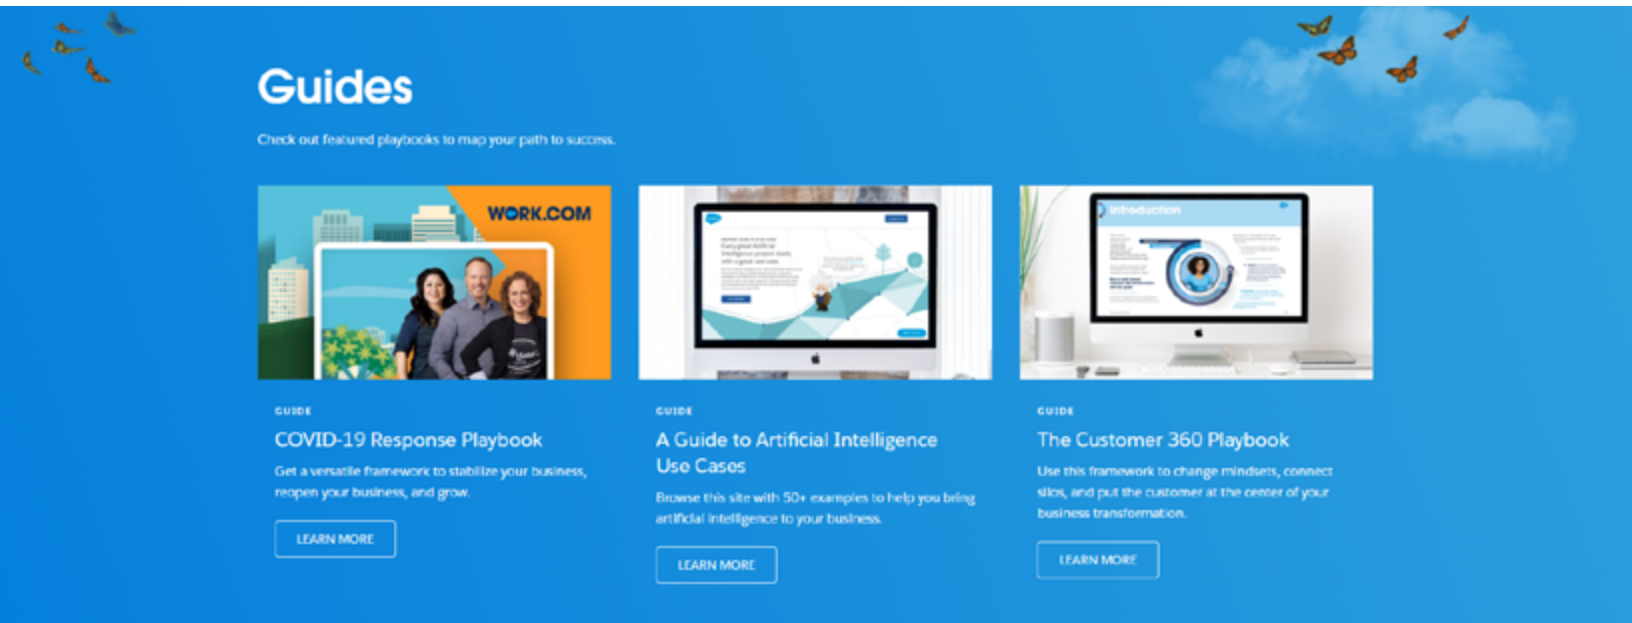 Guides
Check out featured playbooks to map your path to success.
WORK.COM
Introduction
GUIDE
COVID-19 Response Playbook
Get a versatile framework to stabilize your business,
reopen your business, and grow.
LEARN MORE
GUIDE
A Guide to Artificial Intelligence
Use Cases
Browse this site with 50+ examples to help you bring
artificial intelligence to your business.
LEARN MORE
GUIDE
The Customer 360 Playbook
Use this framework to change mindsets, connect
silos, and put the customer at the center of your
business transformation.
LEARN MORE